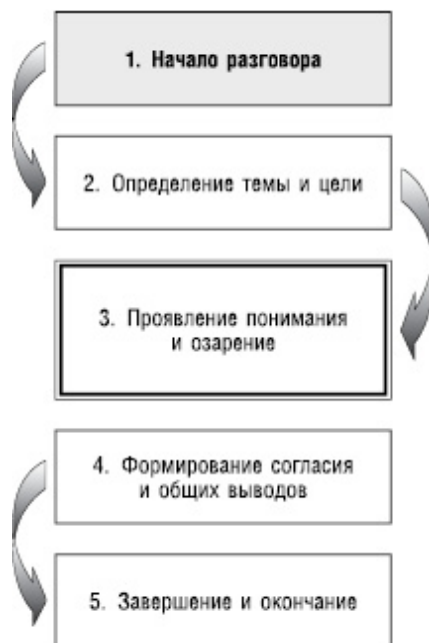 1. Начало разговора
2. Определение темы и цели
3. Проявление понимания
и озарение
4. Формирование согласия
и общих выводов
5. Завершение и окончание